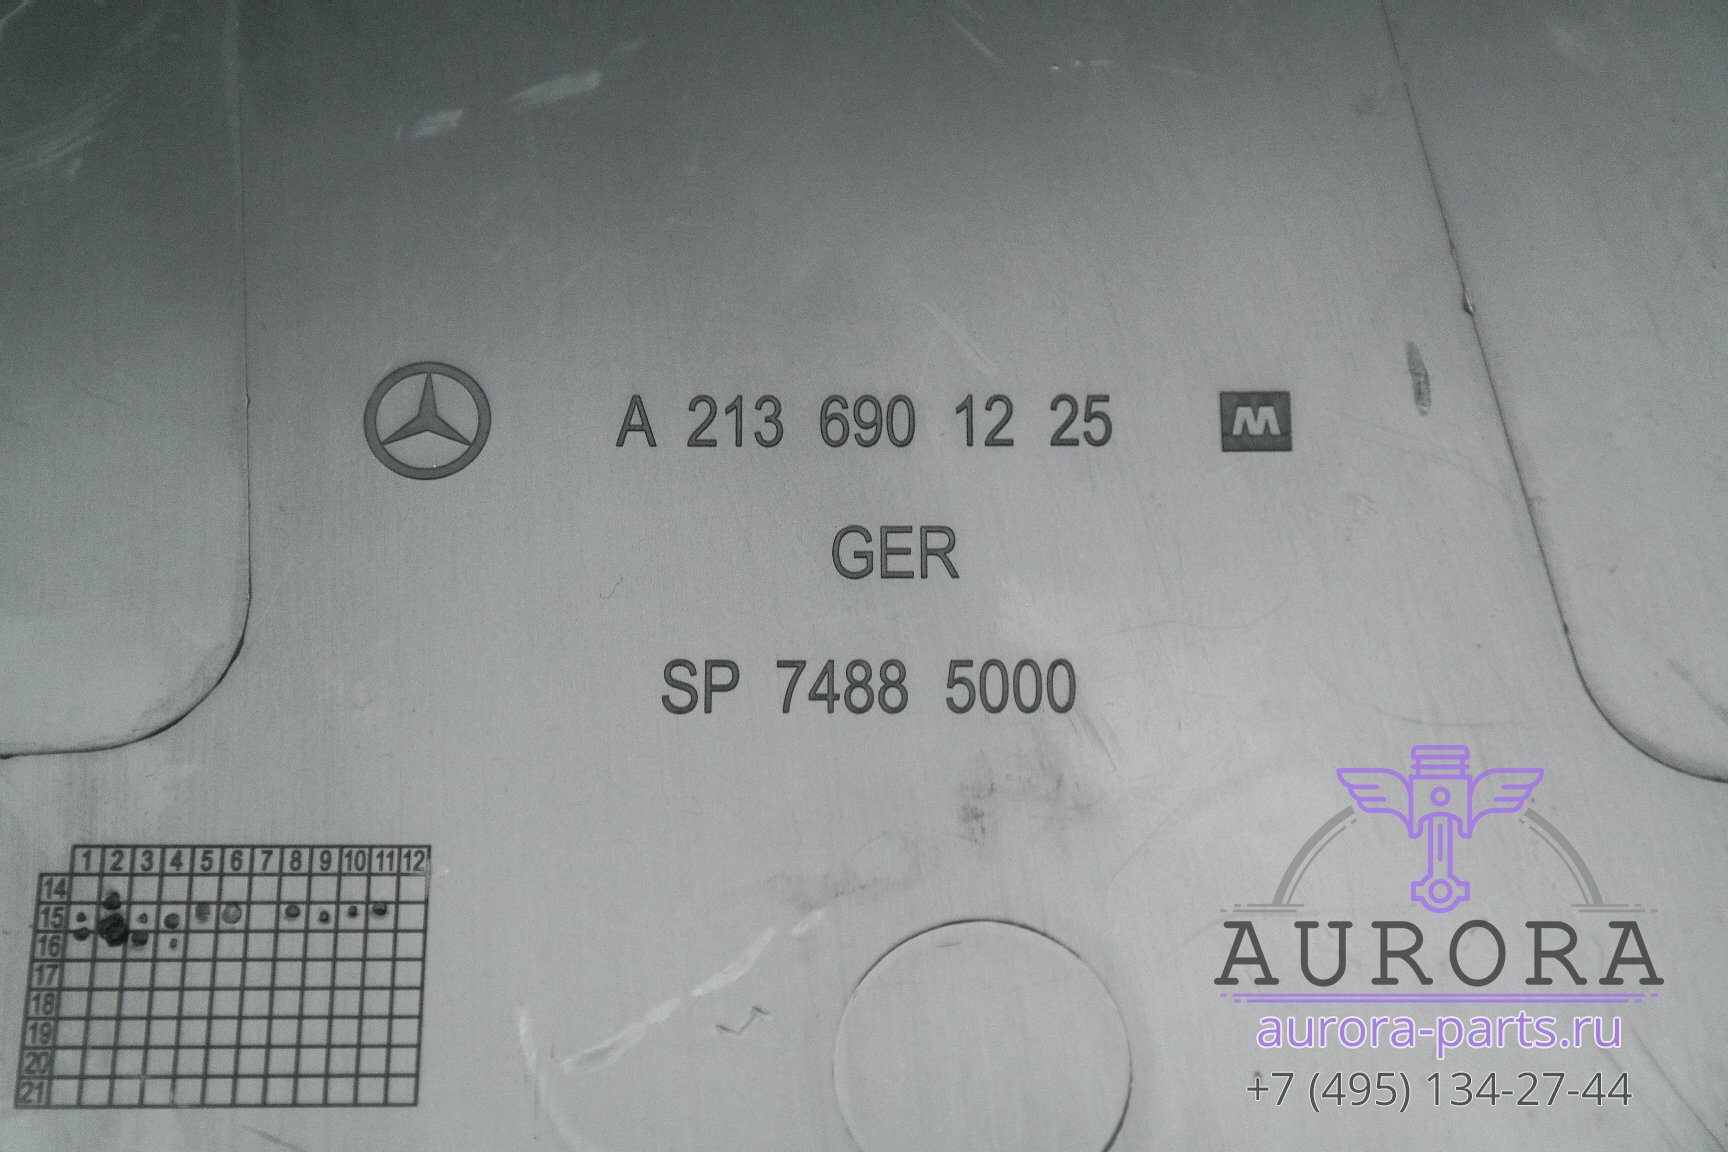 A 213 690 12 25 M
GER
SP 7488 5000
1 2 3 4 5 6 7 8 9 10 11 12
14
15
16
17
18
19
20
21
AURORA
aurora-parts.ru
+7 (495) 134-27-44